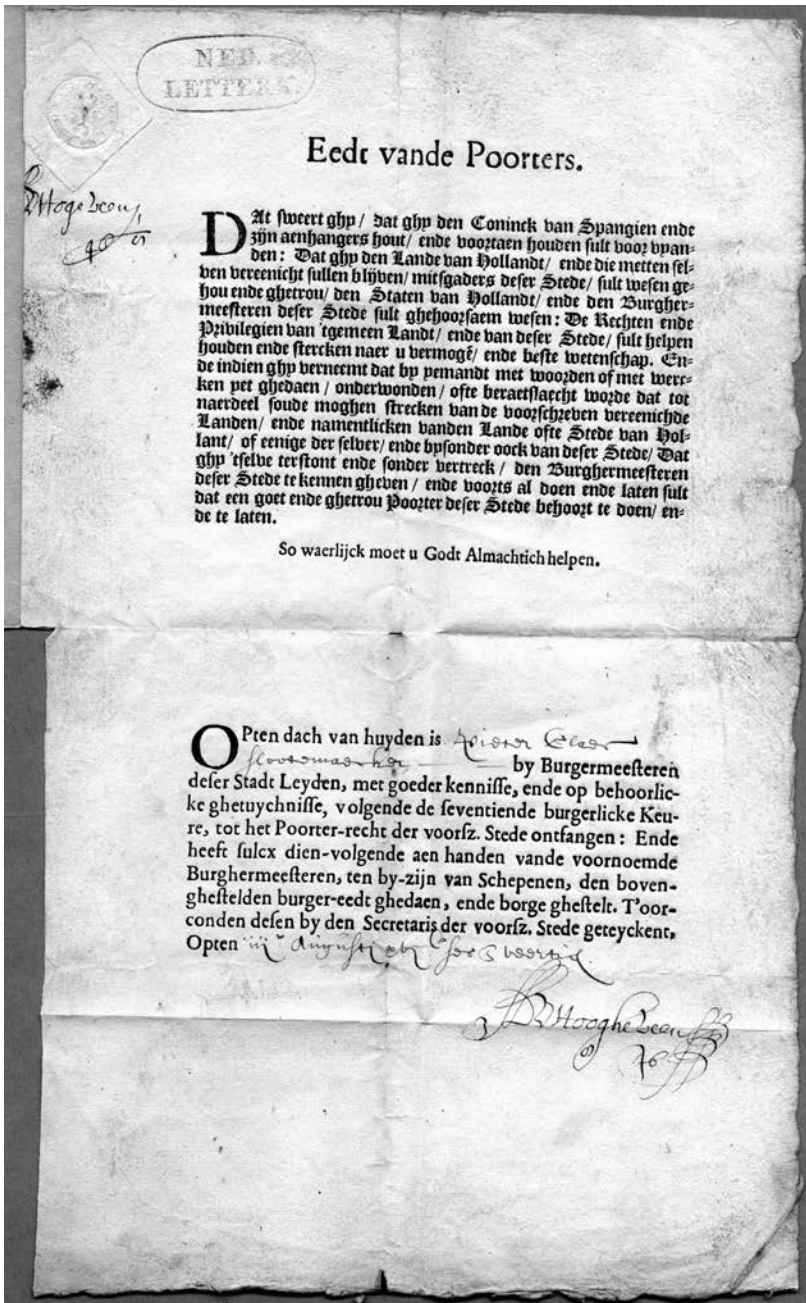 NED.
LETTERK.
Eedt vande Poorters.
DAt sweert ghy/ dat ghy den Coninck van Spangien ende
zijn aenhangers hout/ ende voortaen houden sult voor vyan-
den: Dat ghy den Lande van Hollandt/ ende die metten sel-
ven vereenicht sullen blijven/ mitsgaders deser Stede/ sult wesen ge-
hou ende ghetrou/ den Staten van Hollandt/ ende den Burgher-
meesteren deser Stede sult ghehoorsaem wesen: De Rechten ende
Privilegien van 'tgemeen Landt/ ende van deser Stede/ sult helpen
houden ende stercken naer u vermogē/ ende beste wetenschap. En-
de indien ghy verneemt dat by yemandt met woorden of met werc-
ken yet ghedaen/ onderwonden/ ofte beraetslaecht worde dat tot
naerdeel soude moghen strecken van de voorschreven vereenichde
Landen/ ende namentlicken vanden Lande ofte Stede van Hol-
lant/ of eenige der selver/ ende bysonder oock van deser Stede/ Dat
ghy 'tselve terstont ende sonder vertreck/ den Burghermeesteren
deser Stede te kennen gheven/ ende voorts al doen ende laten sult
dat een goet ende ghetrou Poorter deser Stede behoort te doen/ en-
de te laten.
So waerlijck moet u Godt Almachtich helpen.
OPten dach van huyden is Pieter Claes
by Burgermeesteren
deser Stadt Leyden, met goeder kennisse, ende op behoorlic-
ke ghetuychnisse, volgende de seventiende burgerlicke Keu-
re, tot het Poorter-recht der voorsz. Stede ontfangen: Ende
heeft sulcx dien-volgende aen handen vande voornoemde
Burghermeesteren, ten by-zijn van Schepenen, den boven-
ghestelden burger-eedt ghedaen, ende borge ghestelt. T'oor-
conden desen by den Secretaris der voorsz. Stede geteyckent,
Opten iij Augusti